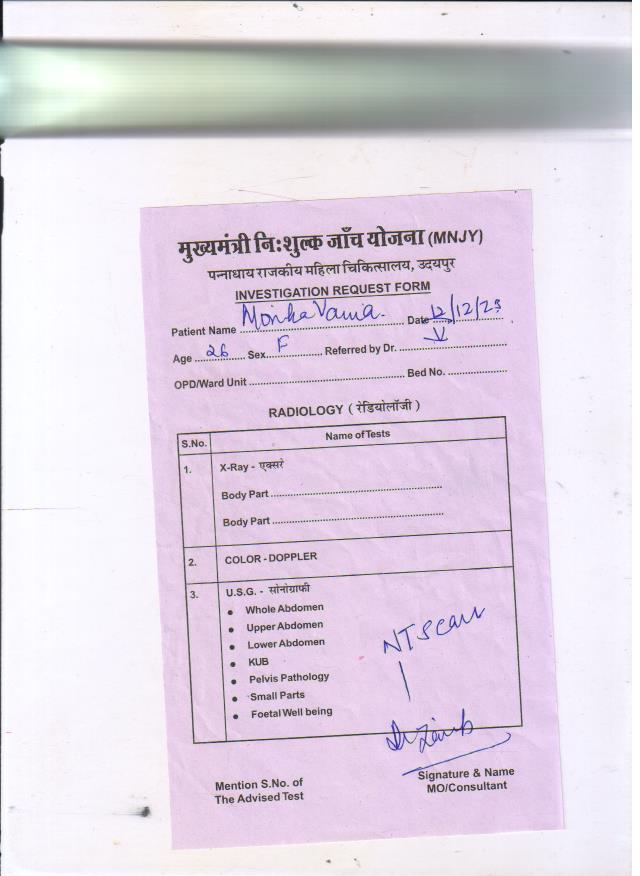 मुख्यमंत्री निःशुल्क जाँच योजना (MNJY)
पन्नाधाय राजकीय महिला चिकित्सालय, उदयपुर
INVESTIGATION REQUEST FORM
Patient Name Monika Date 12/12/23
Age 26 Sex F Referred by Dr.
OPD/Ward Unit Bed No.
RADIOLOGY ( रेडियोलॉजी )
S.No. Name of Tests
1. X-Ray - एक्सरे
Body Part
Body Part
2. COLOR - DOPPLER
3. U.S.G. - सोनोग्राफी
• Whole Abdomen
• Upper Abdomen
• Lower Abdomen
• KUB
• Pelvis Pathology
• Small Parts
• Foetal Well being
NT Scan
Mention S.No. of
The Advised Test
Signature & Name
MO/Consultant